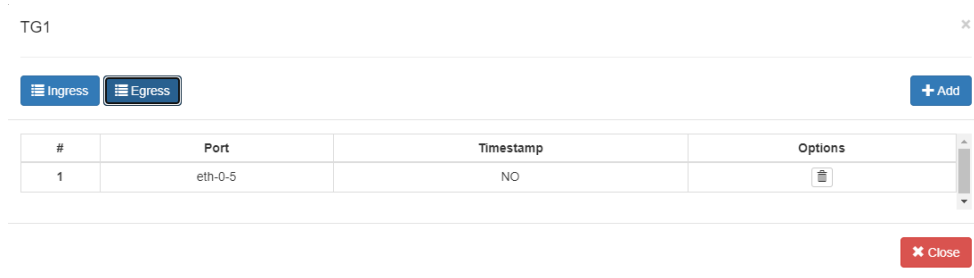 TG1 ×
Ingress Egress Add
# Port Timestamp Options
1 eth-0-5 NO
Close